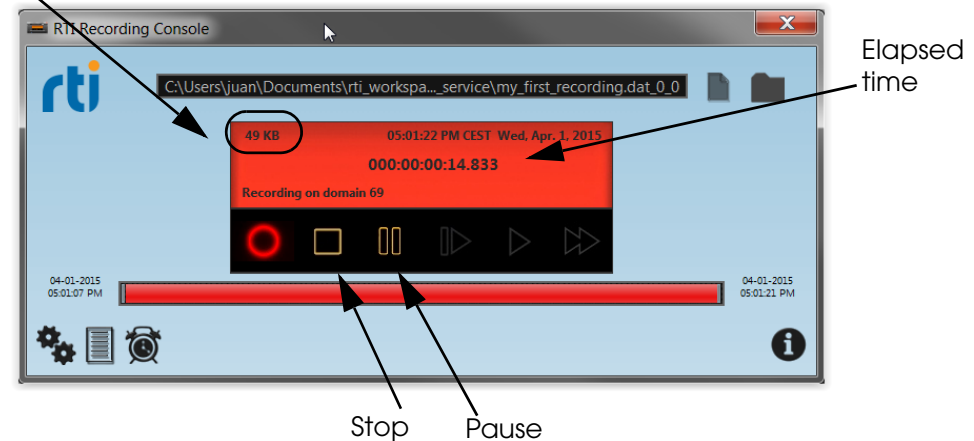 RTI Recording Console
Elapsed
time
rti
C:\Users\juan\Documents\rti_workspa..._service\my_first_recording.dat_0_0
49 KB
05:01:22 PM CEST Wed, Apr. 1, 2015
000:00:00:14.833
Recording on domain 69
04-01-2015
05:01:07 PM
04-01-2015
05:01:21 PM
Stop
Pause